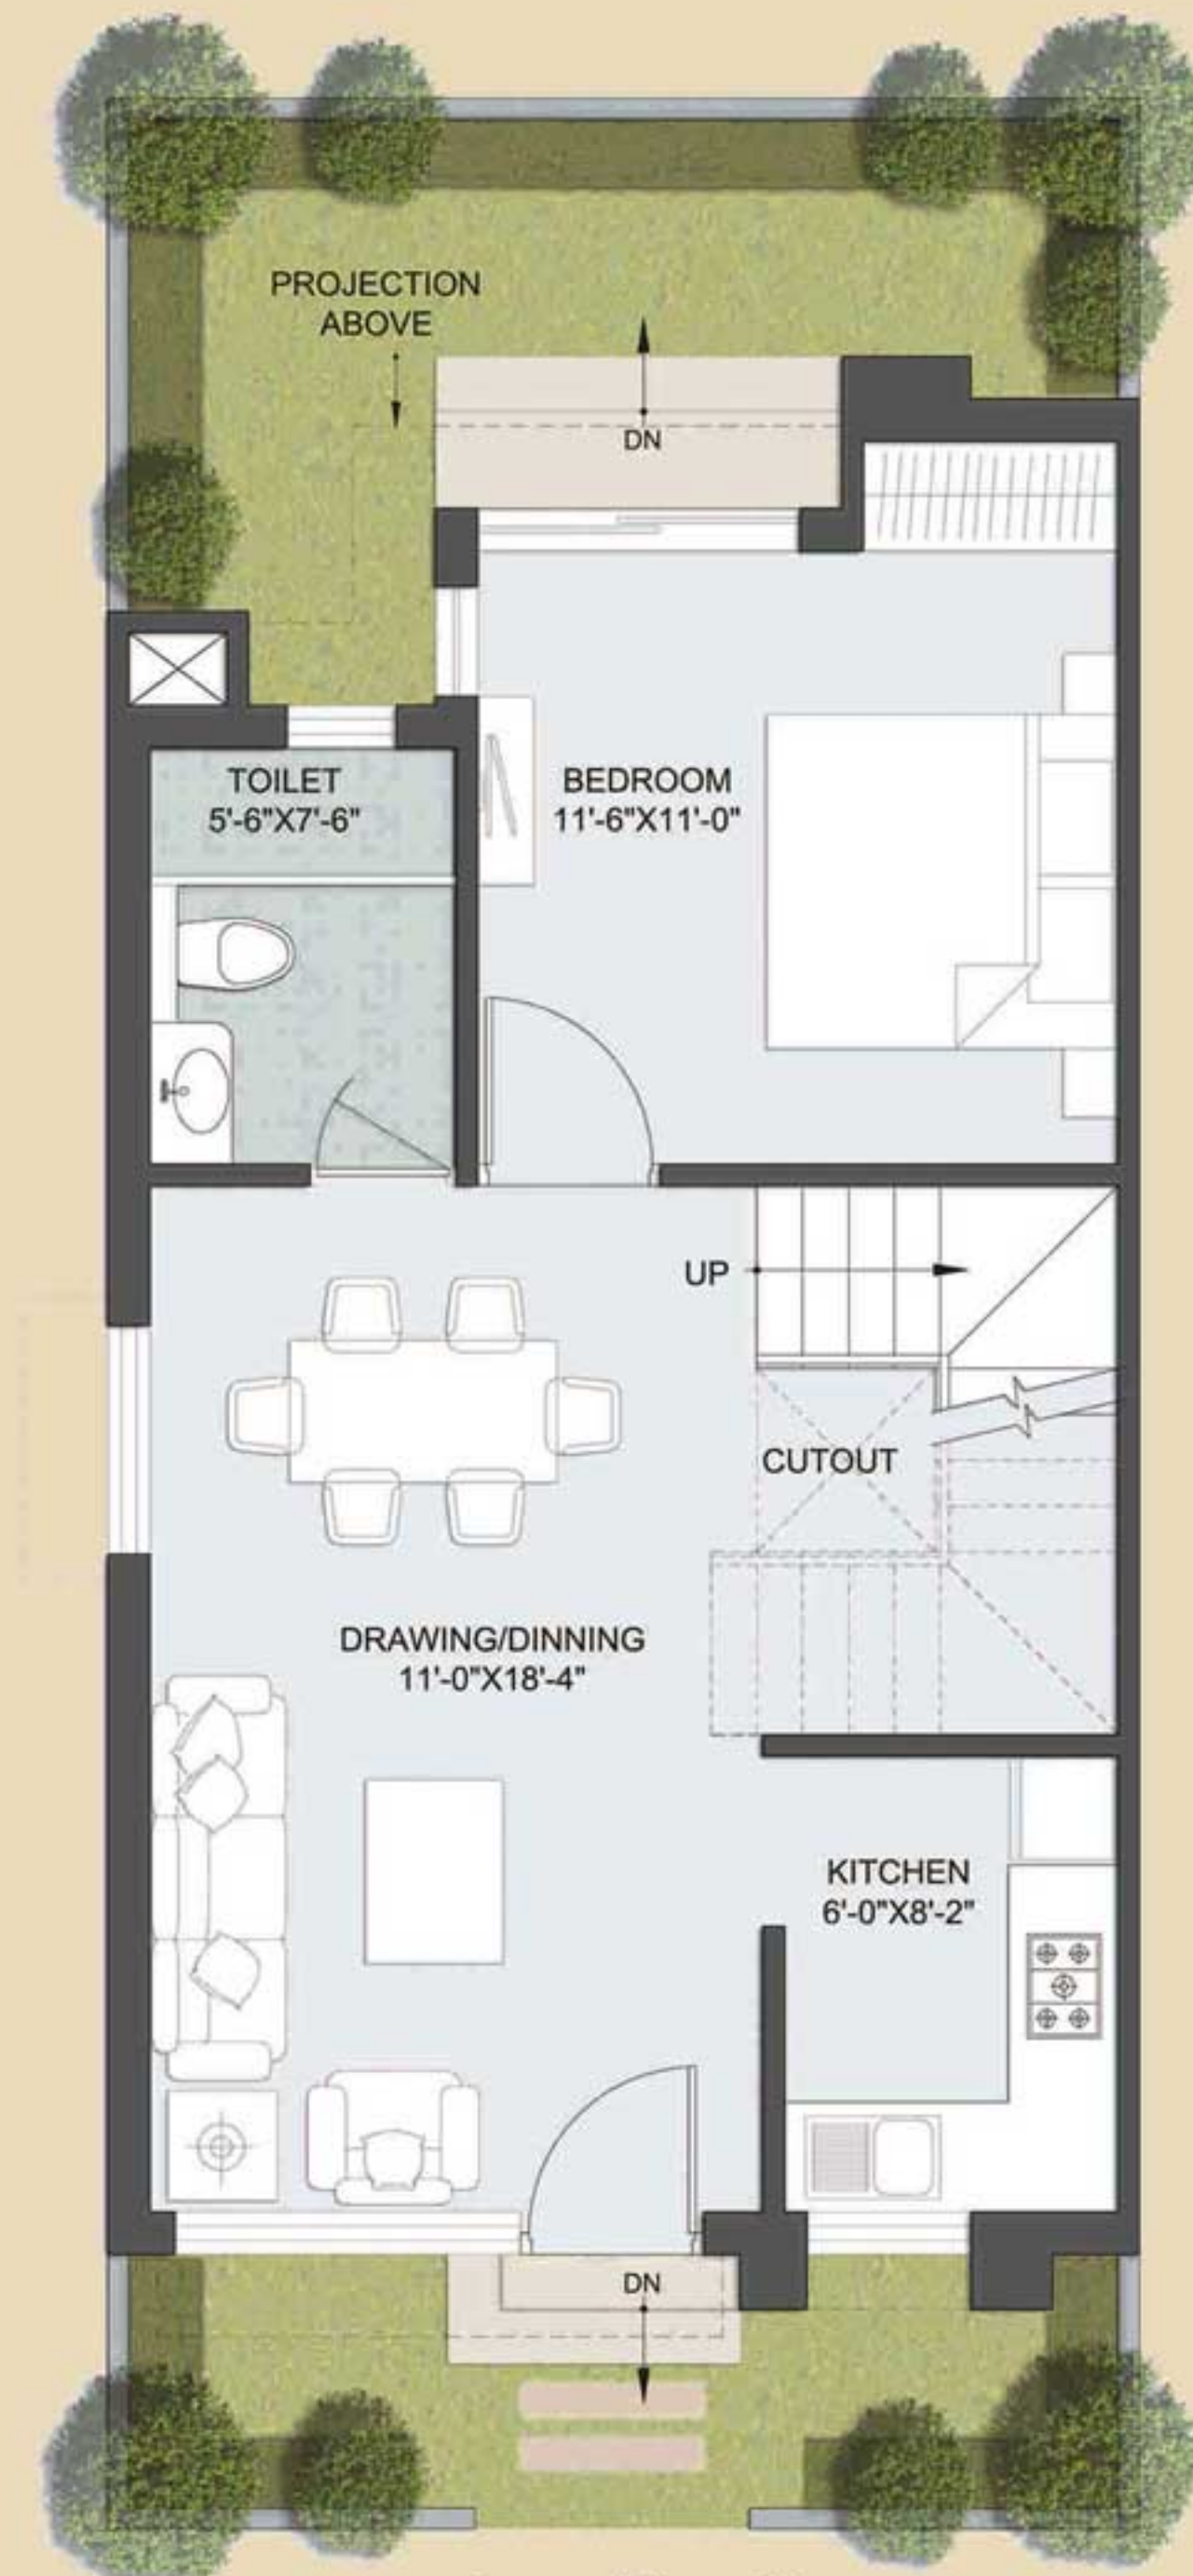 PROJECTION
ABOVE
DN
TOILET
5'-6"X7'-6"
BEDROOM
11'-6"X11'-0"
UP
CUTOUT
DRAWING/DINNING
11'-0"X18'-4"
KITCHEN
6'-0"X8'-2"
DN